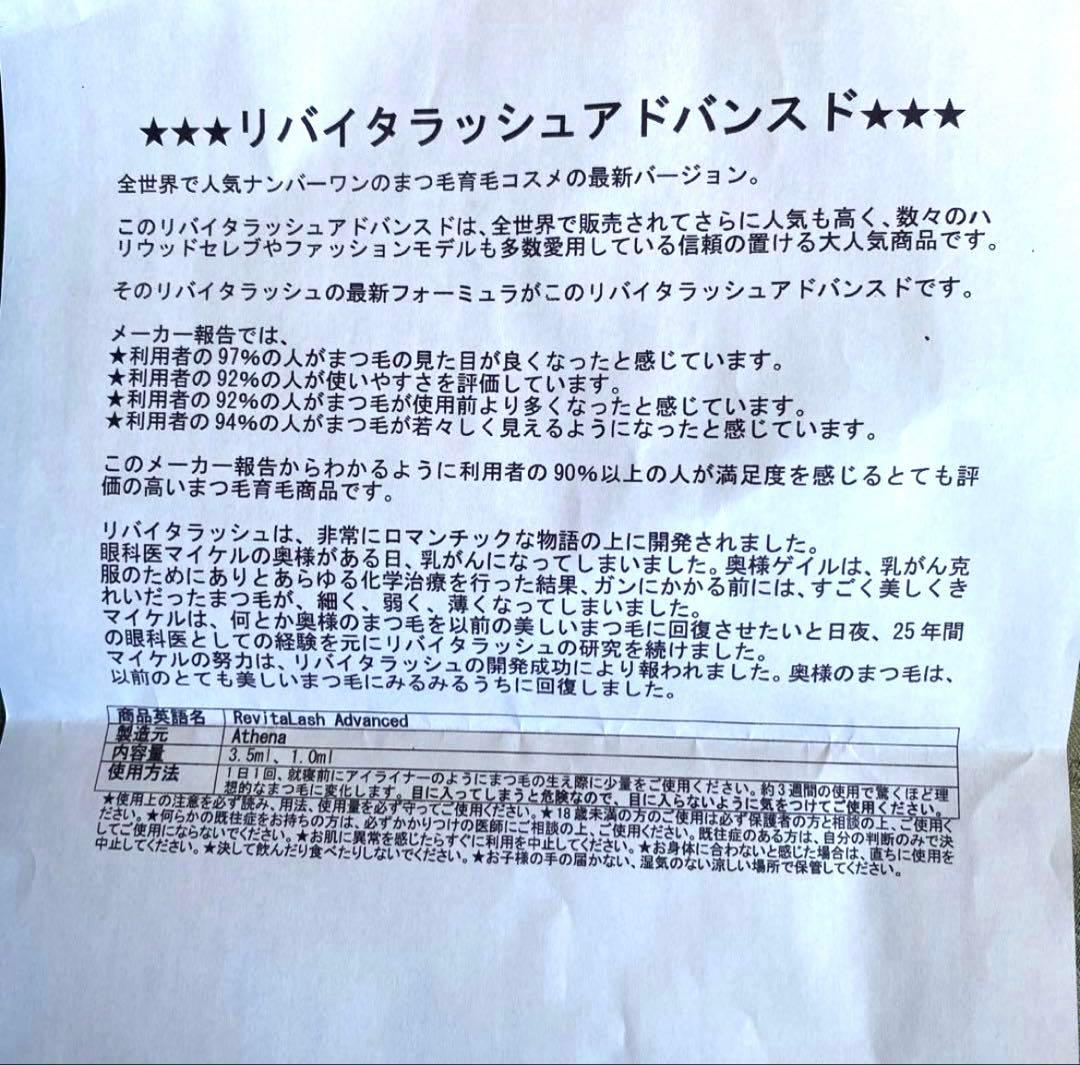 ★★★リバイタラッシュアドバンスド★★★
全世界で人気ナンバーワンのまつ毛育毛コスメの最新バージョン。
このリバイタラッシュアドバンスドは、全世界で販売されてさらに人気も高く、数々のハ
リウッドセレブやファッションモデルも多数愛用している信頼の置ける大人気商品です。
そのリバイタラッシュの最新フォーミュラがこのリバイタラッシュアドバンスドです。
メーカー報告では、
★利用者の97%の人がまつ毛の見た目が良くなったと感じています。
★利用者の92%の人が使いやすさを評価しています。
★利用者の92%の人がまつ毛が使用前より多くなったと感じています。
★利用者の94%の人がまつ毛が若々しく見えるようになったと感じています。
このメーカー報告からわかるように利用者の90%以上の人が満足度を感じるとても評
価の高いまつ毛育毛商品です。
リバイタラッシュは、非常にロマンチックな物語の上に開発されました。
眼科医マイケルの奥様がある日、乳がんになってしまいました。奥様ゲイルは、乳がん克
服のためにありとあらゆる化学治療を行った結果、ガンにかかる前には、すごく美しくき
れいだったまつ毛が、細く、弱く、薄くなってしまいました。
マイケルは、何とか奥様のまつ毛を以前の美しいまつ毛に回復させたいと日夜、25年間
の眼科医としての経験を元にリバイタラッシュの研究を続けました。
マイケルの努力は、リバイタラッシュの開発成功により報われました。奥様のまつ毛は、
以前のとても美しいまつ毛にみるみるうちに回復しました。
商品英語名 RevitaLash Advanced
製造元 Athena
内容量 3.5ml、1.0ml
使用方法 1日1回、就寝前にアイライナーのようにまつ毛の生え際に少量をご使用ください。約3週間の使用で驚くほど理
想的なまつ毛に変化します。目に入ってしまうと危険なので、目に入らないように気をつけてご使用ください。
★使用上の注意を必ず読み、用法、使用量を必ず守ってご使用ください。★18歳未満の方のご使用は必ず保護者の方と相談の上、ご使用く
ださい。★何らかの既往症をお持ちの方は、必ずかかりつけの医師にご相談の上、ご使用ください。既往症のある方は、自分の判断のみで決
してご使用にならないでください。★お肌に異常を感じたらすぐに利用を中止してください。★お身体に合わないと感じた場合は、直ちに使用を
中止してください。★決して飲んだり食べたりしないでください。★お子様の手の届かない、湿気のない涼しい場所で保管してください。